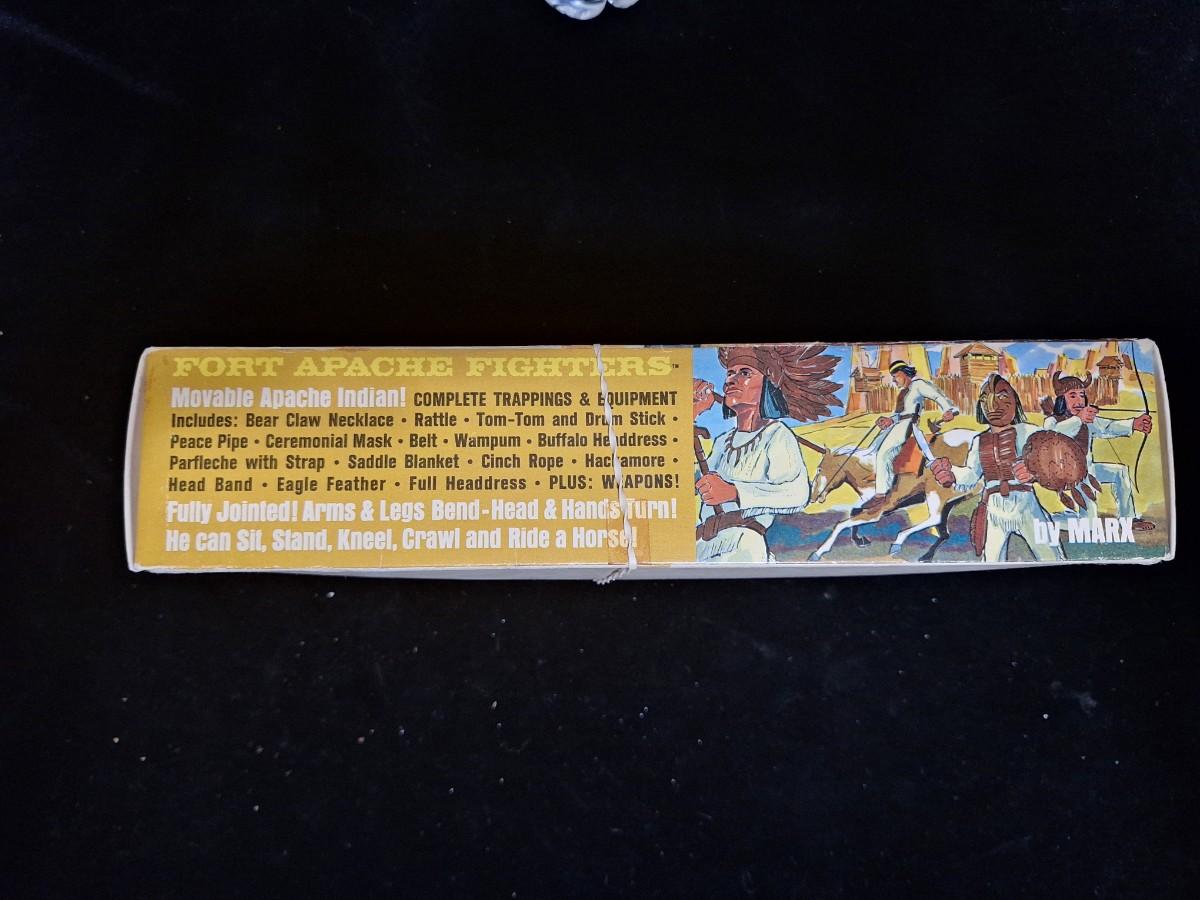 FORT APACHE FIGHTERS™
Movable Apache Indian! COMPLETE TRAPPINGS & EQUIPMENT
Includes: Bear Claw Necklace • Rattle • Tom-Tom and Drum Stick •
Peace Pipe • Ceremonial Mask • Belt • Wampum • Buffalo Headdress •
Parfleche with Strap • Saddle Blanket • Cinch Rope • Hackamore •
Head Band • Eagle Feather • Full Headdress • PLUS: WEAPONS!
Fully Jointed! Arms & Legs Bend-Head & Hands Turn!
He can Sit, Stand, Kneel, Crawl and Ride a Horse!
by MARX